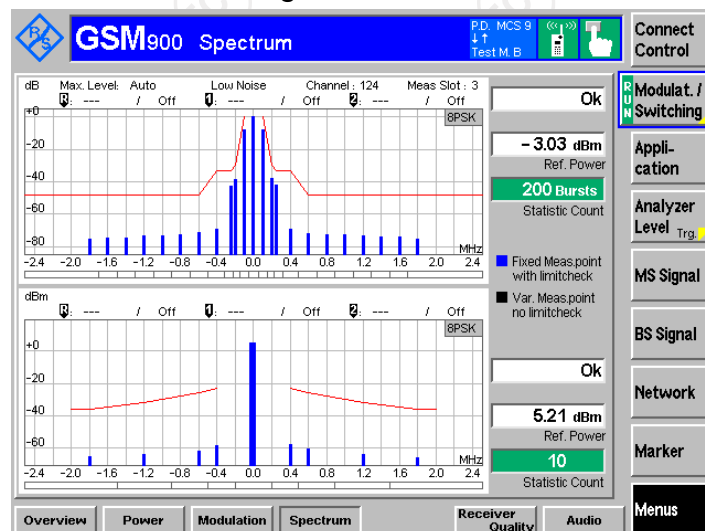 R&S
GSM900 Spectrum
P.D. MCS 9
↓↑
Test M. B
Connect
Control
dB Max. Level: Auto Low Noise Channel : 124 Meas Slot : 3
R: --- / Off 1: --- / Off 2: --- / Off
8PSK
+0
-20
-40
-60
-80
MHz
-2.4 -2.0 -1.6 -1.2 -0.8 -0.4 0.0 0.4 0.8 1.2 1.6 2.0 2.4
Ok
-3.03 dBm
Ref. Power
200 Bursts
Statistic Count
Fixed Meas.point
with limitcheck
Var. Meas.point
no limitcheck
dBm
R: --- / Off 1: --- / Off 2: --- / Off
8PSK
+0
-20
-40
-60
MHz
-2.4 -2.0 -1.6 -1.2 -0.8 -0.4 0.0 0.4 0.8 1.2 1.6 2.0 2.4
Ok
5.21 dBm
Ref. Power
10
Statistic Count
RUN
Modulat. /
Switching
Appli-
cation
Analyzer
Level Trg.
MS Signal
BS Signal
Network
Marker
Menus
Overview Power Modulation Spectrum Receiver Quality Audio